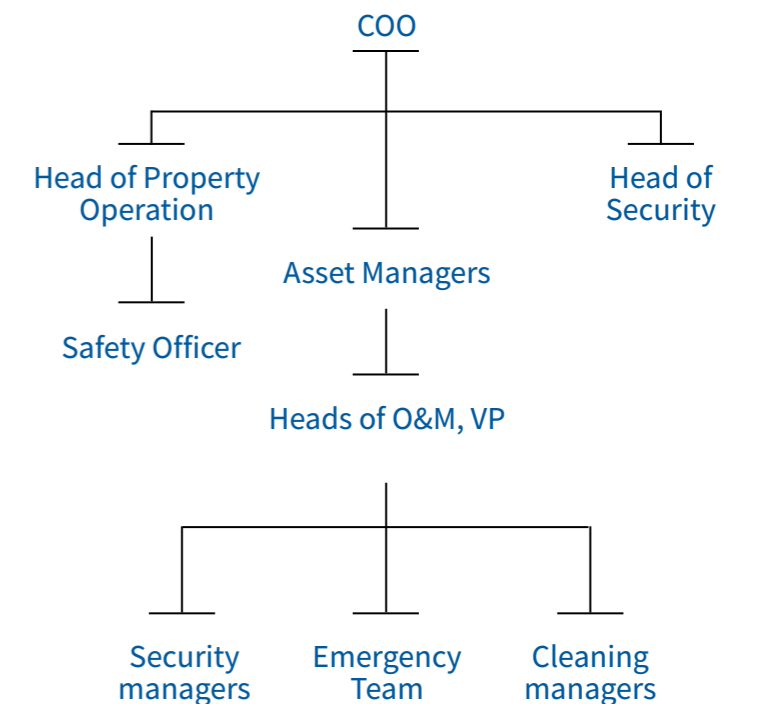 COO
Head of Property
Operation
Head of
Security
Asset Managers
Safety Officer
Heads of O&M, VP
Security
managers
Emergency
Team
Cleaning
managers